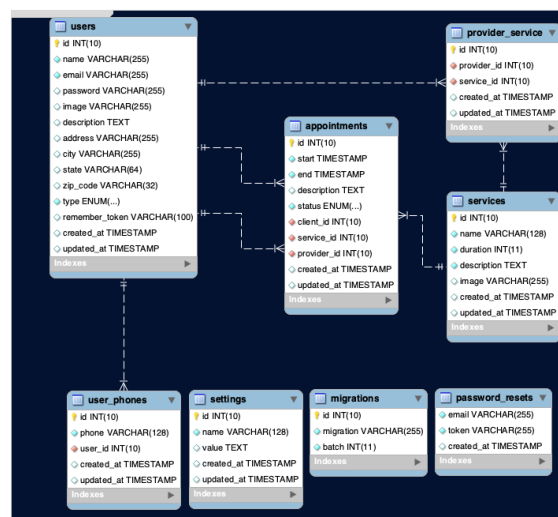 users
id INT(10)
name VARCHAR(255)
email VARCHAR(255)
password VARCHAR(255)
image VARCHAR(255)
description TEXT
address VARCHAR(255)
city VARCHAR(255)
state VARCHAR(64)
zip_code VARCHAR(32)
type ENUM(...)
remember_token VARCHAR(100)
created_at TIMESTAMP
updated_at TIMESTAMP
Indexes
provider_service
id INT(10)
provider_id INT(10)
service_id INT(10)
created_at TIMESTAMP
updated_at TIMESTAMP
Indexes
appointments
id INT(10)
start TIMESTAMP
end TIMESTAMP
description TEXT
status ENUM(...)
client_id INT(10)
service_id INT(10)
provider_id INT(10)
created_at TIMESTAMP
updated_at TIMESTAMP
Indexes
services
id INT(10)
name VARCHAR(128)
duration INT(11)
description TEXT
image VARCHAR(255)
created_at TIMESTAMP
updated_at TIMESTAMP
Indexes
user_phones
id INT(10)
phone VARCHAR(128)
user_id INT(10)
created_at TIMESTAMP
updated_at TIMESTAMP
Indexes
settings
id INT(10)
name VARCHAR(128)
value TEXT
created_at TIMESTAMP
updated_at TIMESTAMP
Indexes
migrations
id INT(10)
migration VARCHAR(255)
batch INT(11)
Indexes
password_resets
email VARCHAR(255)
token VARCHAR(255)
created_at TIMESTAMP
Indexes